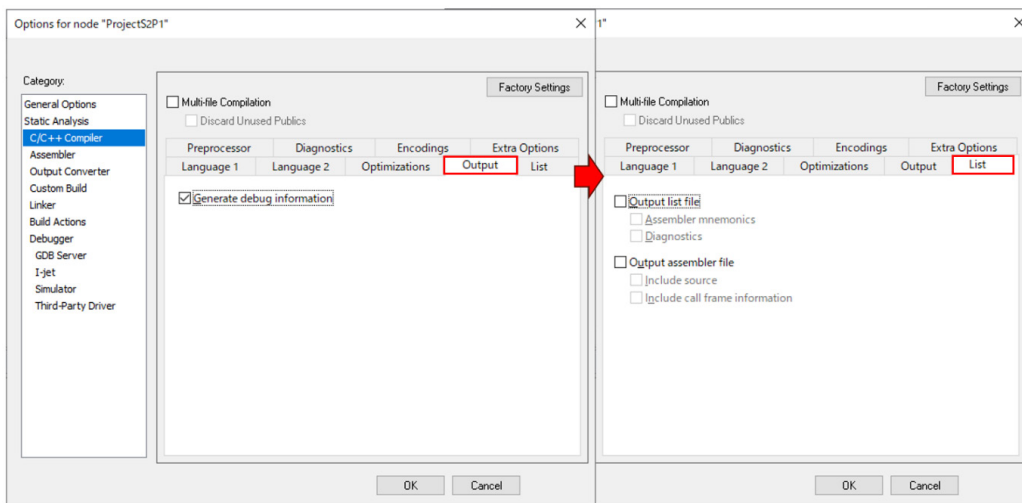 Options for node "ProjectS2P1"
Category:
General Options
Static Analysis
C/C++ Compiler
Assembler
Output Converter
Custom Build
Linker
Build Actions
Debugger
GDB Server
I-jet
Simulator
Third-Party Driver
Factory Settings
Multi-file Compilation
Discard Unused Publics
Preprocessor Diagnostics Encodings Extra Options
Language 1 Language 2 Optimizations Output List
Generate debug information
OK Cancel
1"
Factory Settings
Multi-file Compilation
Discard Unused Publics
Preprocessor Diagnostics Encodings Extra Options
Language 1 Language 2 Optimizations Output List
Output list file
Assembler mnemonics
Diagnostics
Output assembler file
Include source
Include call frame information
OK Cancel